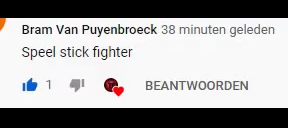 Bram Van Puyenbroeck 38 minuten geleden
Speel stick fighter
1 BEANTWOORDEN